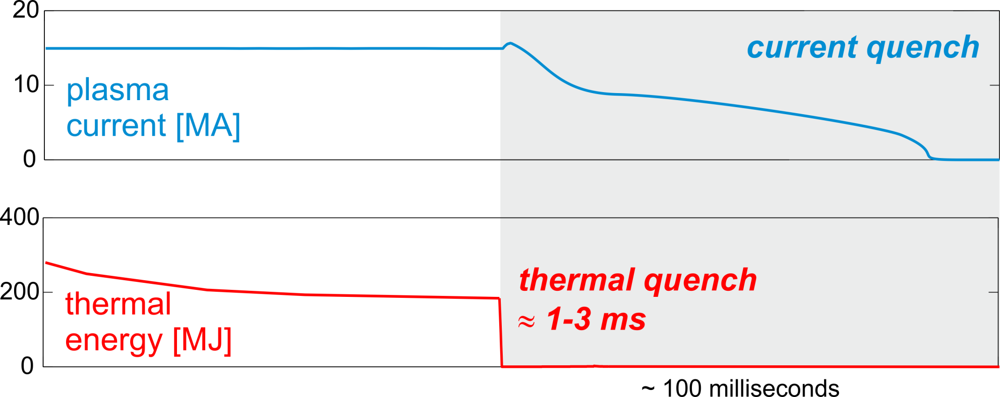 20
current quench
10
plasma
current [MA]
0
400
thermal quench
200
thermal
≈ 1-3 ms
energy [MJ]
0
~ 100 milliseconds